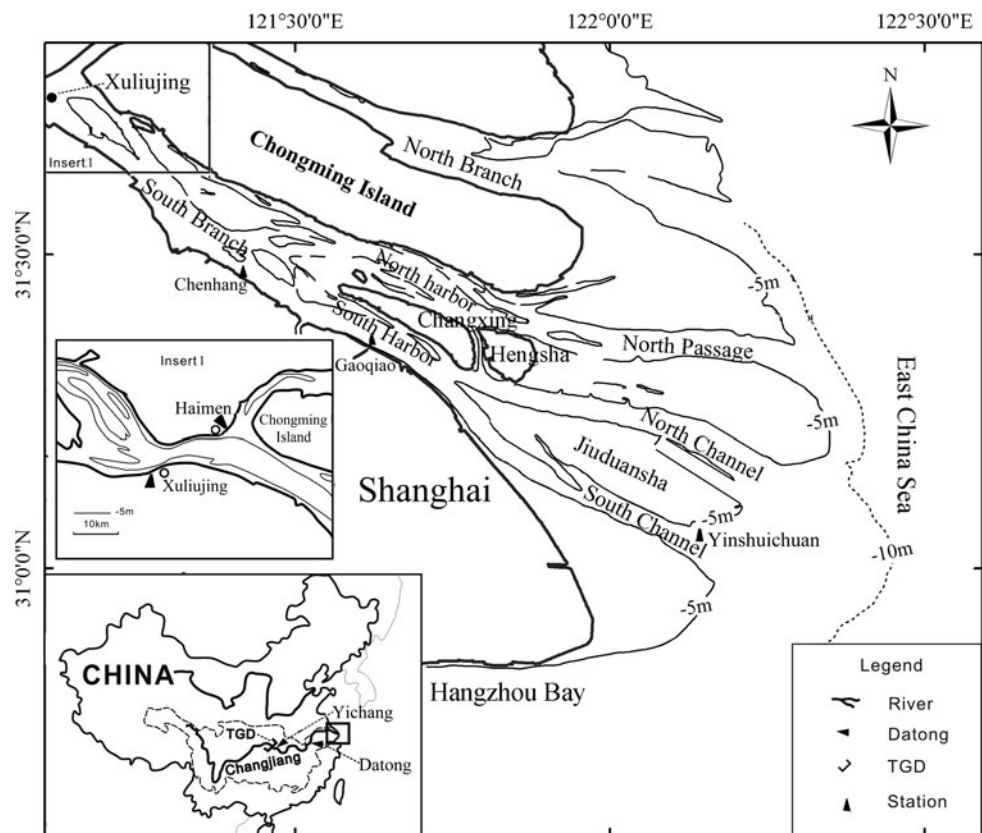 121°30'0"E
122°0'0"E
122°30'0"E
Xuliujing
N
Insert I
Chongming Island
North Branch
South Branch
31°30'0"N
Chenhang
North harbor
-5m
Changxing
South Harbor
Hengsha
North Passage
Gaoqiao
East China Sea
Insert I
Haimen
Chongming
Island
Xuliujing
-5m
10km
-5m
North Channel
Jiuduansha
Shanghai
South Channel
-5m
Yinshuichuan
-10m
31°0'0"N
-5m
Hangzhou Bay
CHINA
Yichang
TGD
Changjiang
Datong
Legend
River
Datong
TGD
Station